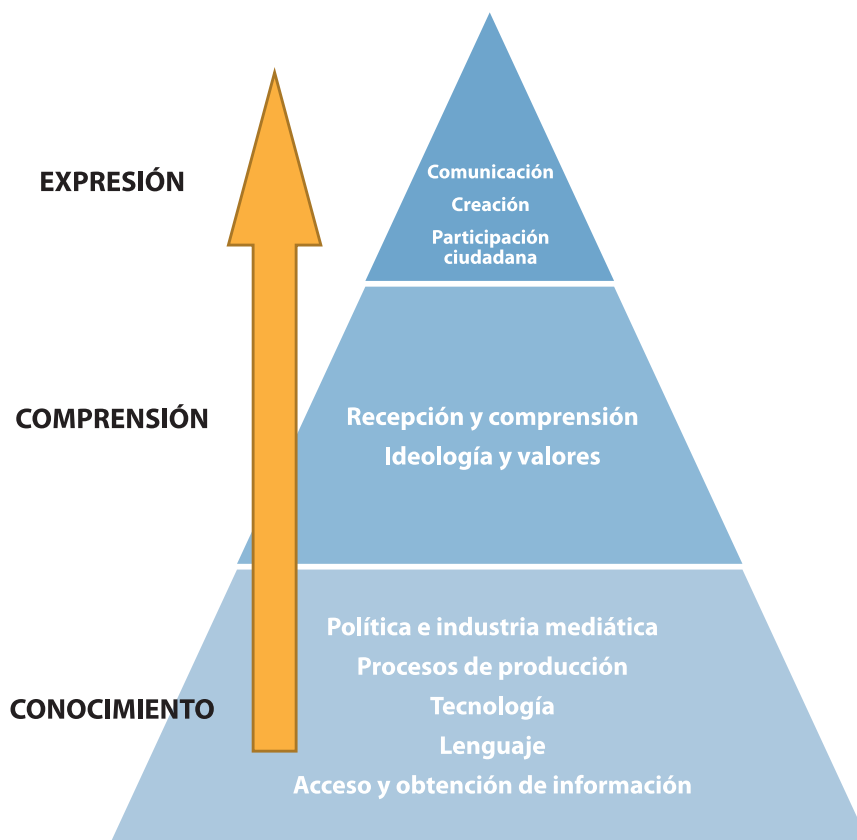 EXPRESIÓN
Comunicación
Creación
Participación
ciudadana
COMPRENSIÓN
Recepción y comprensión
Ideología y valores
CONOCIMIENTO
Política e industria mediática
Procesos de producción
Tecnología
Lenguaje
Acceso y obtención de información